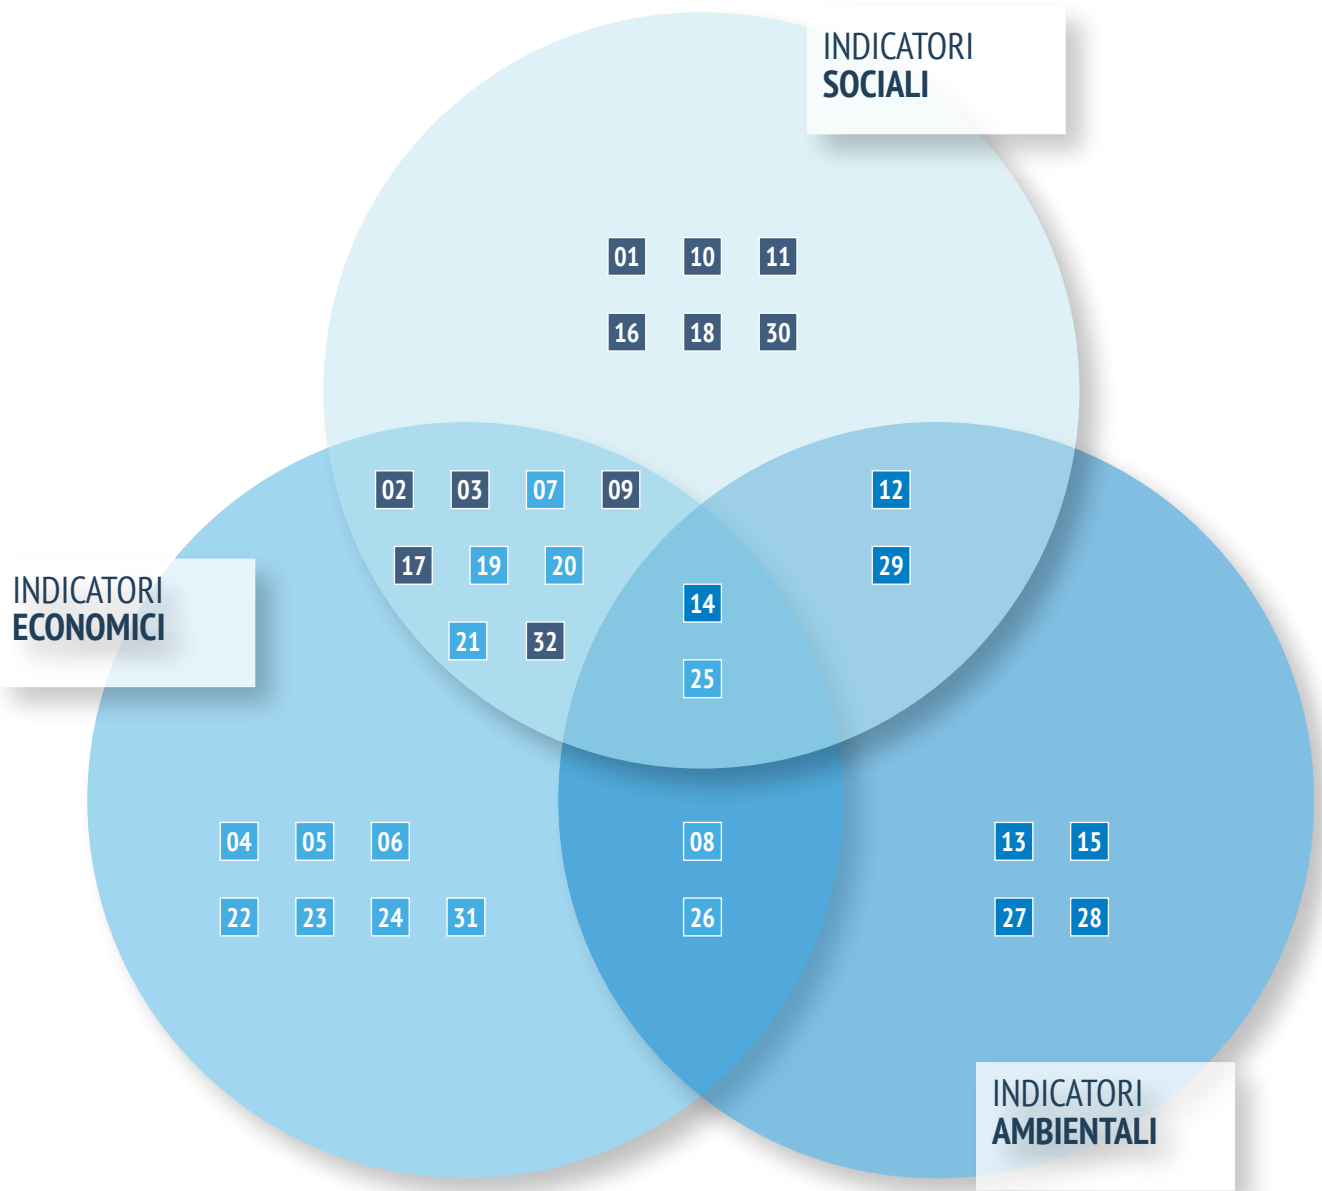 INDICATORI
SOCIALI
01 10 11
16 18 30
02 03 07 09
12
17 19 20
29
INDICATORI
ECONOMICI
14
21 32
25
04 05 06
08
13 15
22 23 24 31
26
27 28
INDICATORI
AMBIENTALI